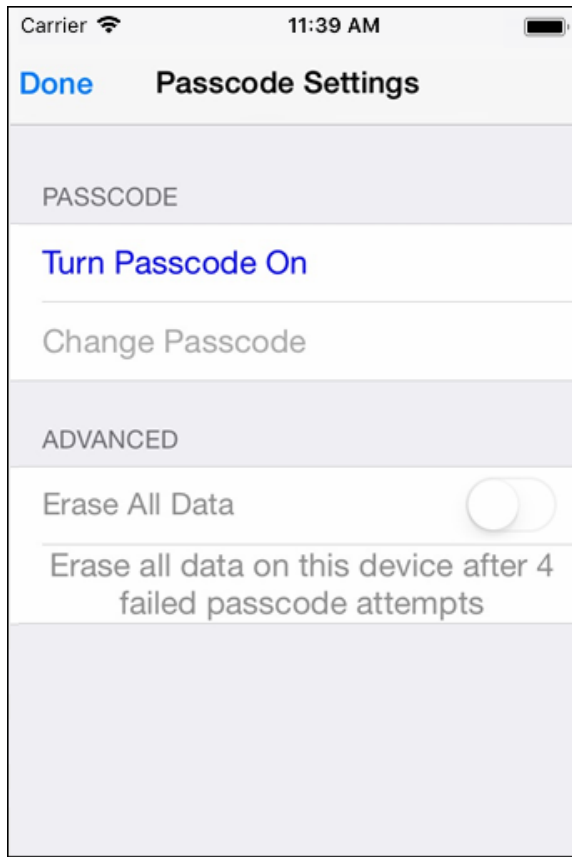 Carrier 11:39 AM
Done Passcode Settings
PASSCODE
Turn Passcode On
Change Passcode
ADVANCED
Erase All Data
Erase all data on this device after 4
failed passcode attempts